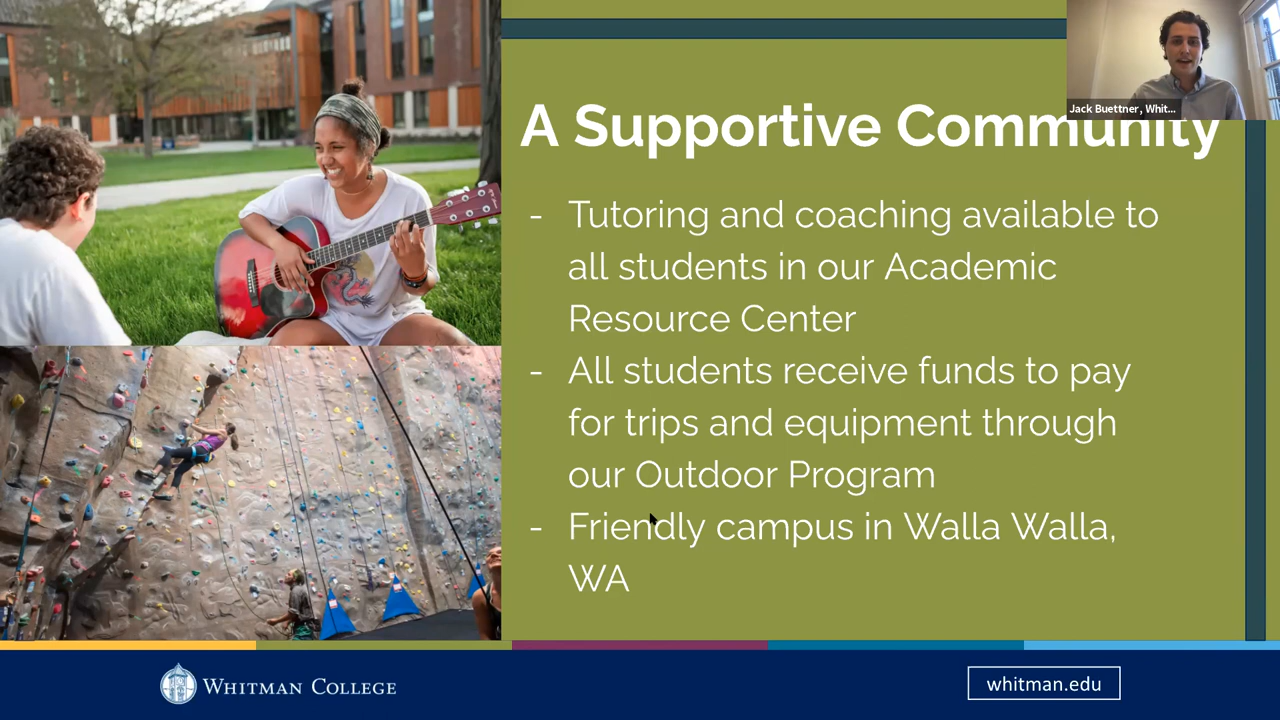 Jack Buettner, Whit...
A Supportive Community
- Tutoring and coaching available to
all students in our Academic
Resource Center
- All students receive funds to pay
for trips and equipment through
our Outdoor Program
- Friendly campus in Walla Walla,
WA
WHITMAN COLLEGE
whitman.edu